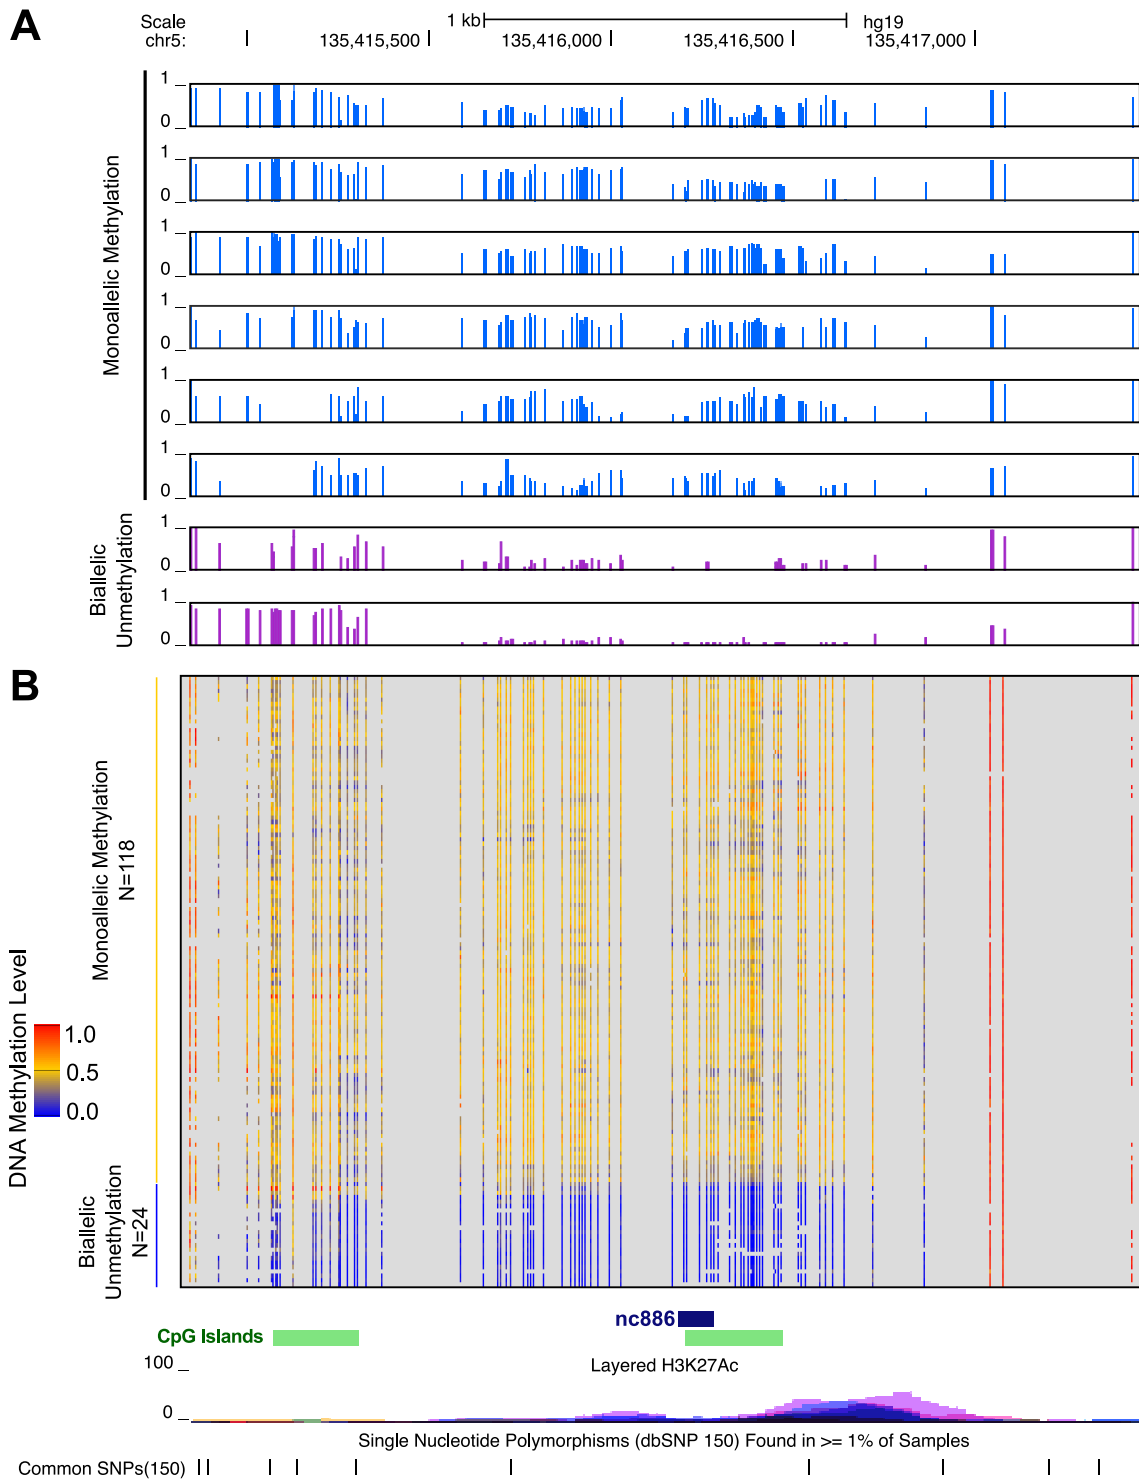 A
Scale
1 kb
hg19
chr5:
135,415,500
135,416,000
135,416,500
135,417,000
Monoallelic Methylation
1
0
1
0
1
0
1
0
1
0
1
0
Biallelic
Unmethylation
1
0
1
0
B
Monoallelic Methylation
N=118
DNA Methylation Level
1.0
0.5
0.0
Biallelic
Unmethylation
N=24
nc886
CpG Islands
Layered H3K27Ac
100
0
Single Nucleotide Polymorphisms (dbSNP 150) Found in >= 1% of Samples
Common SNPs(150)